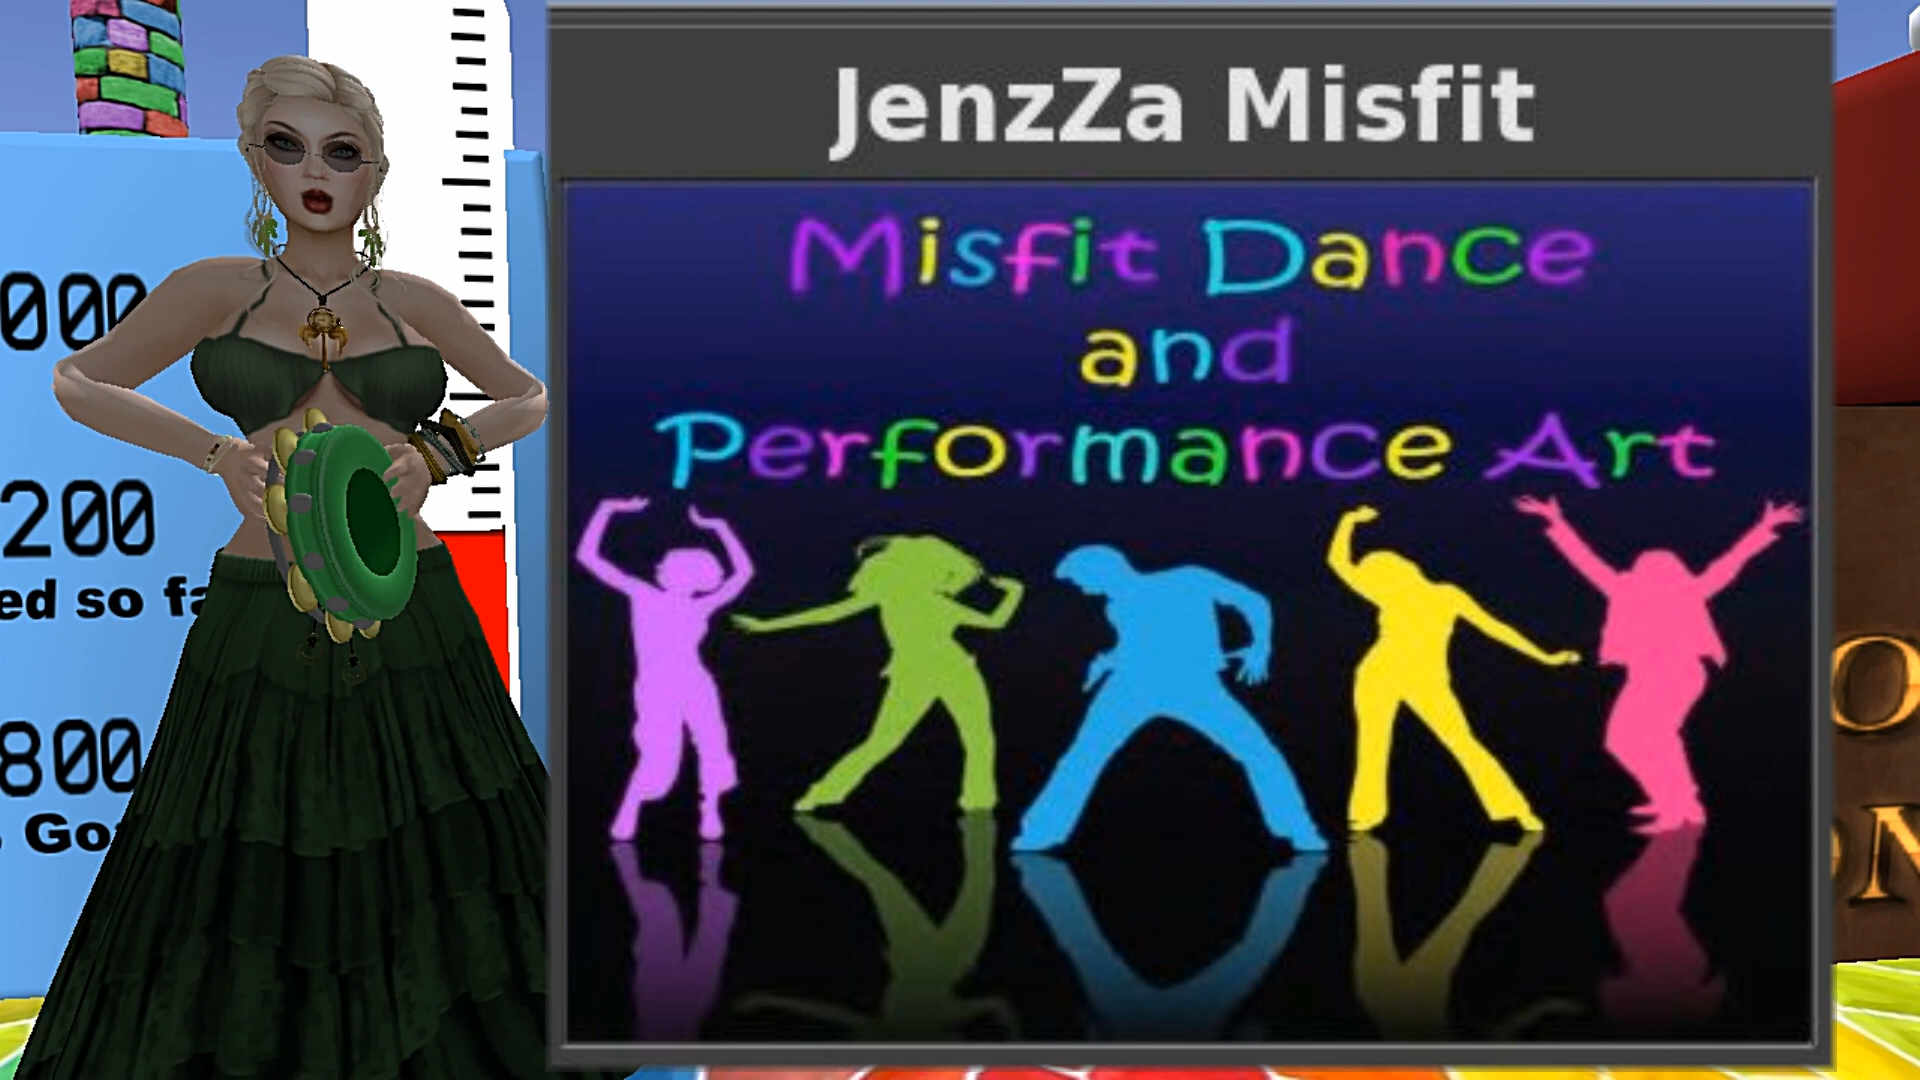 JenzZa Misfit
Misfit Dance
and
Performance Art
000
200
ed so fa
800
Go